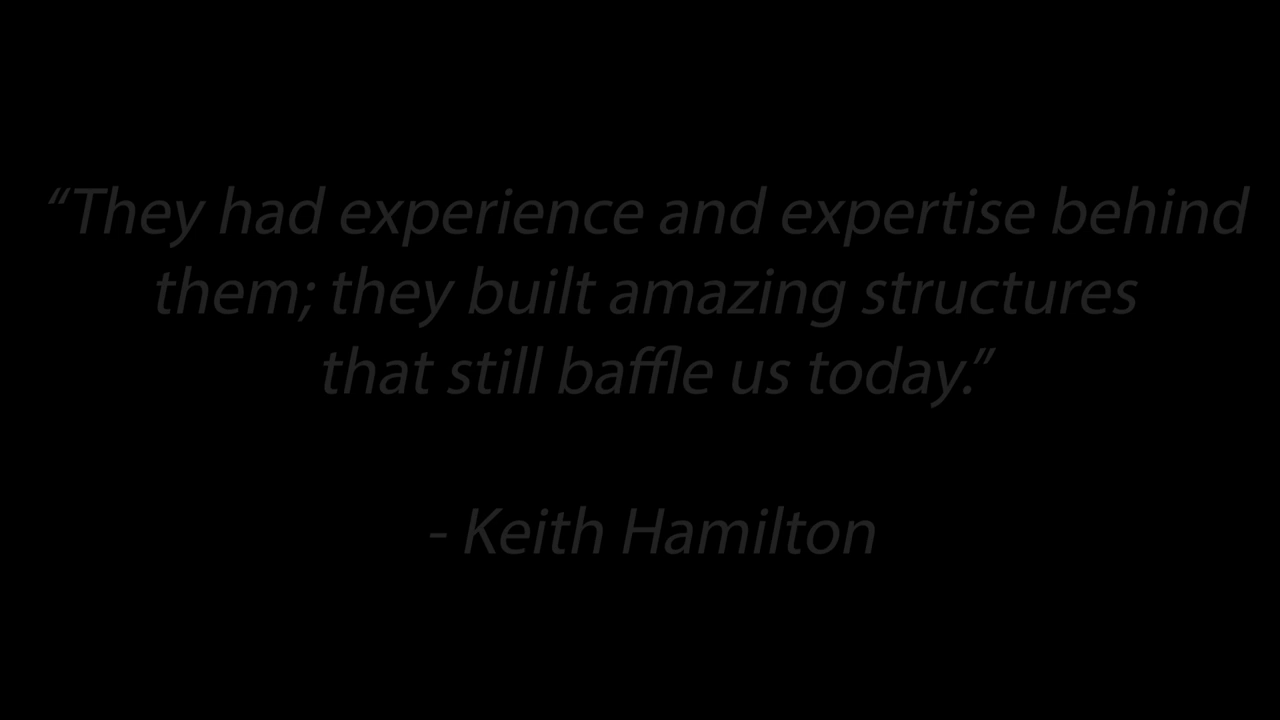 “They had experience and expertise behind
them; they built amazing structures
that still baffle us today.”
- Keith Hamilton